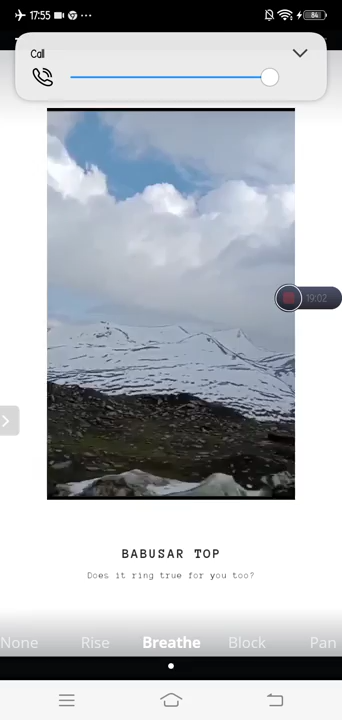 17:55
84
Call
19:02
BABUSAR TOP
Does it ring true for you too?
None Rise Breathe Block Pan